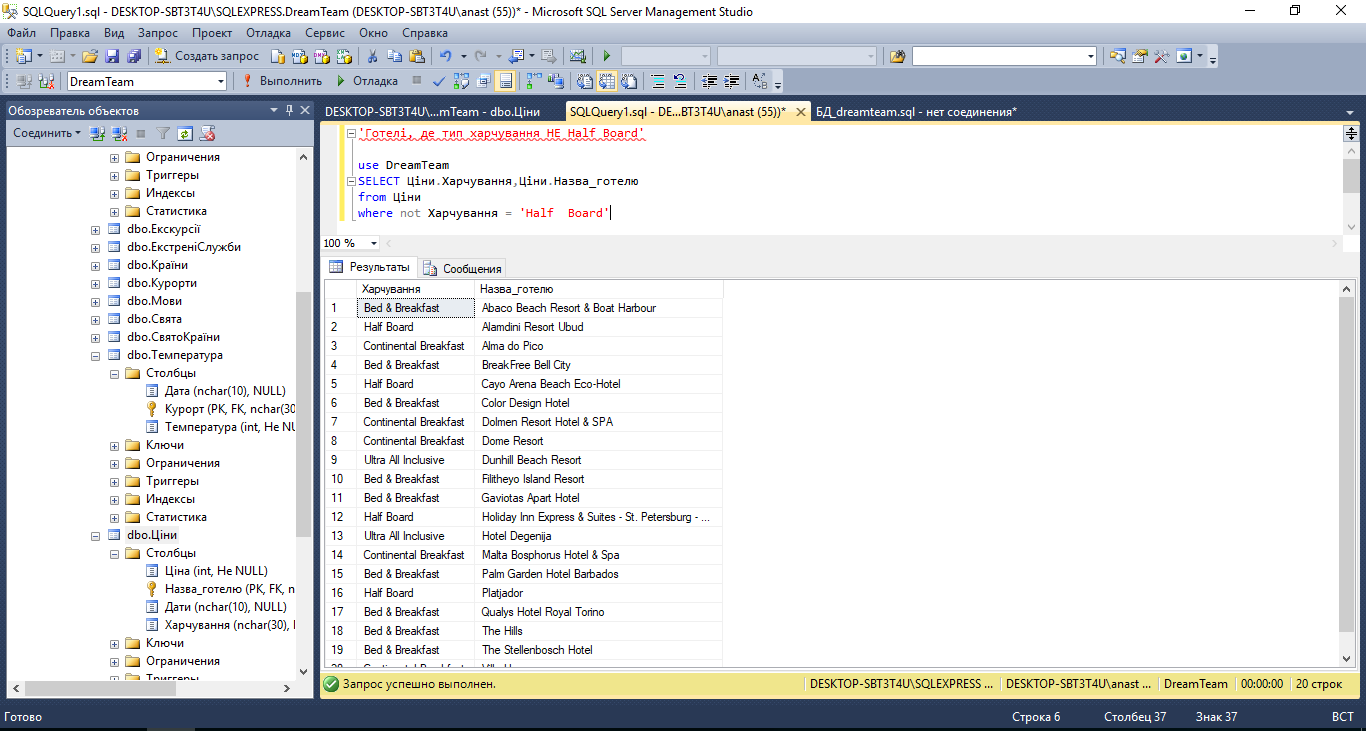 SQLQuery1.sql - DESKTOP-SBT3T4U\SQLEXPRESS.DreamTeam (DESKTOP-SBT3T4U\anast (55))* - Microsoft SQL Server Management Studio
Файл Правка Вид Запрос Проект Отладка Сервис Окно Справка
Создать запрос
DreamTeam Выполнить Отладка
Обозреватель объектов
DESKTOP-SBT3T4U\...mTeam - dbo.Ціни SQLQuery1.sql - DE...BT3T4U\anast (55))* БД_dreamteam.sql - нет соединения*
Соединить
Ограничения
Триггеры
Индексы
Статистика
dbo.Екскурсії
dbo.ЕкстреніСлужби
dbo.Країни
dbo.Курорти
dbo.Мови
dbo.Свята
dbo.СвятоКраїни
dbo.Температура
Столбцы
Дата (nchar(10), NULL)
Курорт (PK, FK, nchar(30
Температура (int, Не NU
Ключи
Ограничения
Триггеры
Индексы
Статистика
dbo.Ціни
Столбцы
Ціна (int, Не NULL)
Назва_готелю (PK, FK, n
Дати (nchar(10), NULL)
Харчування (nchar(30),
Ключи
Ограничения
Триггеры
'Готелі, де тип харчування НЕ Half Board'
use DreamTeam
SELECT Ціни.Харчування,Ціни.Назва_готелю
from Ціни
where not Харчування = 'Half  Board'
100 %
Результаты Сообщения
Харчування Назва_готелю
1 Bed & Breakfast Abaco Beach Resort & Boat Harbour
2 Half Board Alamdini Resort Ubud
3 Continental Breakfast Alma do Pico
4 Bed & Breakfast BreakFree Bell City
5 Half Board Cayo Arena Beach Eco-Hotel
6 Bed & Breakfast Color Design Hotel
7 Continental Breakfast Dolmen Resort Hotel & SPA
8 Continental Breakfast Dome Resort
9 Ultra All Inclusive Dunhill Beach Resort
10 Bed & Breakfast Filitheyo Island Resort
11 Bed & Breakfast Gaviotas Apart Hotel
12 Half Board Holiday Inn Express & Suites - St. Petersburg - ...
13 Ultra All Inclusive Hotel Degenija
14 Continental Breakfast Malta Bosphorus Hotel & Spa
15 Bed & Breakfast Palm Garden Hotel Barbados
16 Half Board Platjador
17 Bed & Breakfast Qualys Hotel Royal Torino
18 Bed & Breakfast The Hills
19 Bed & Breakfast The Stellenbosch Hotel
Запрос успешно выполнен. DESKTOP-SBT3T4U\SQLEXPRESS ... DESKTOP-SBT3T4U\anast ... DreamTeam 00:00:00 20 строк
Готово Строка 6 Столбец 37 Знак 37 ВСТ